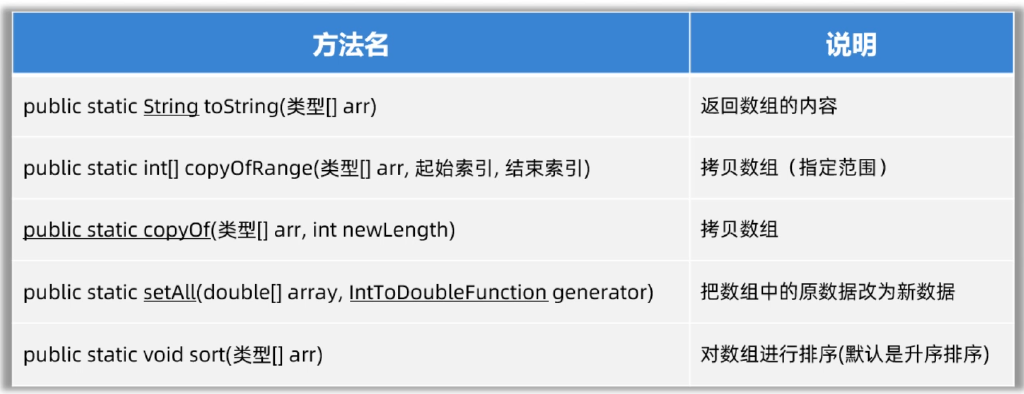 方法名 说明
public static String toString(类型[] arr) 返回数组的内容
public static int[] copyOfRange(类型[] arr, 起始索引, 结束索引) 拷贝数组（指定范围）
public static copyOf(类型[] arr, int newLength) 拷贝数组
public static setAll(double[] array, IntToDoubleFunction generator) 把数组中的原数据改为新数据
public static void sort(类型[] arr) 对数组进行排序(默认是升序排序)